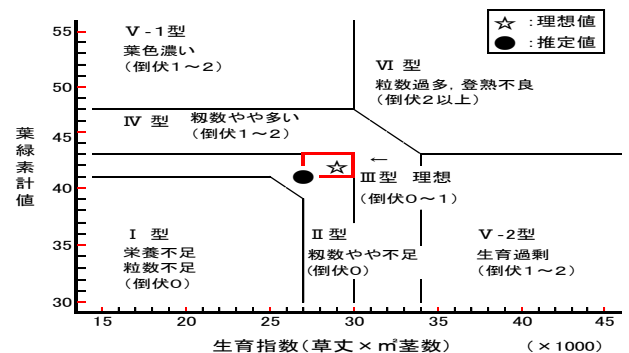 ☆ :理想値
● :推定値
Ⅴ-1型
葉色濃い
(倒伏1~2)
Ⅵ 型
粒数過多,登熟不良
(倒伏2以上)
Ⅳ 型 籾数やや多い
(倒伏1~2)
←
Ⅲ型 理想
(倒伏0~1)
Ⅰ 型
栄養不足
粒数不足
(倒伏0)
Ⅱ 型
籾数やや不足
(倒伏0)
Ⅴ-2型
生育過剰
(倒伏1~2)
葉緑素計値
55
50
45
40
35
30
15 20 25 30 35 40 45
生育指数(草丈×㎡茎数) (×1000)